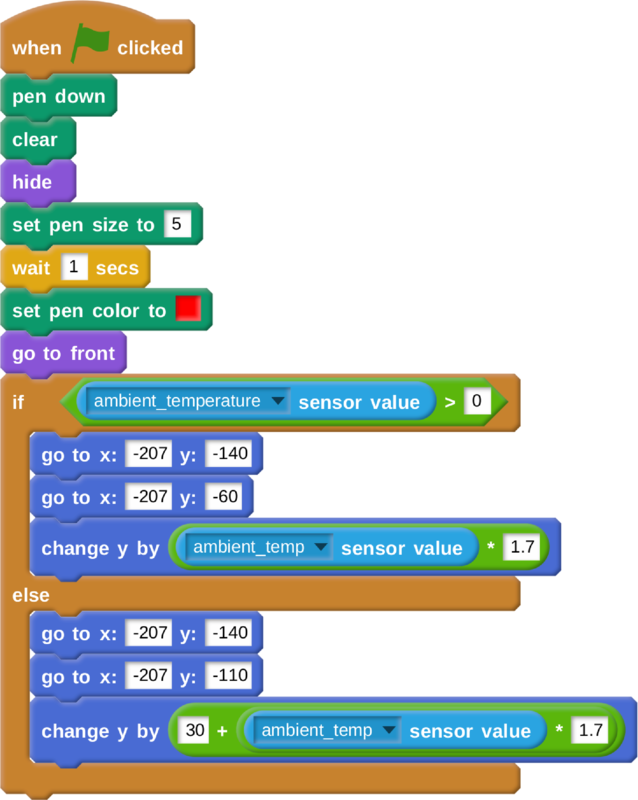 when clicked
pen down
clear
hide
set pen size to 5
wait 1 secs
set pen color to
go to front
if ambient_temperature sensor value > 0
go to x: -207 y: -140
go to x: -207 y: -60
change y by ambient_temp sensor value * 1.7
else
go to x: -207 y: -140
go to x: -207 y: -110
change y by 30 + ambient_temp sensor value * 1.7